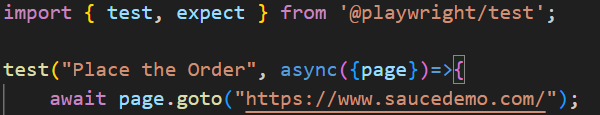 import { test, expect } from '@playwright/test';
test("Place the Order", async({page})=>{
await page.goto("https://www.saucedemo.com/");